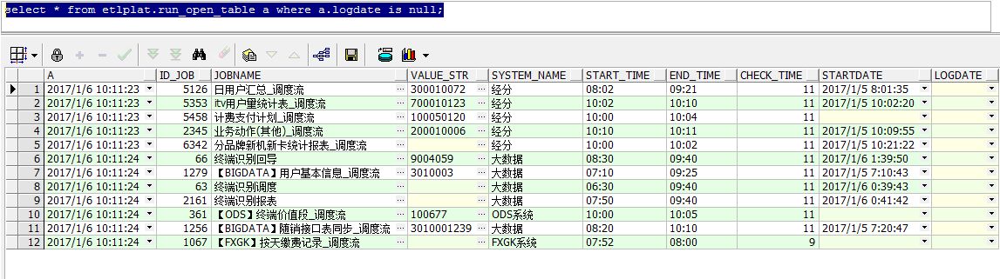 select * from etlplat.run_open_table a where a.logdate is null;
A ID_JOB JOBNAME VALUE_STR SYSTEM_NAME START_TIME END_TIME CHECK_TIME STARTDATE LOGDATE
1 2017/1/6 10:11:23 5126 日用户汇总_调度流 ... 300010072 ... 经分 08:02 09:21 11 2017/1/5 8:01:35
2 2017/1/6 10:11:23 5353 itv用户量统计表_调度流 ... 700010123 ... 经分 10:02 10:10 11 2017/1/5 10:02:20
3 2017/1/6 10:11:23 5458 计费支付计划_调度流 ... 100050120 ... 经分 10:00 10:04 11
4 2017/1/6 10:11:23 2345 业务动作(其他)_调度流 ... 200010006 ... 经分 10:10 10:11 11 2017/1/5 10:09:55
5 2017/1/6 10:11:23 6342 分品牌新机新卡统计报表_调度流 ... ... 经分 10:00 10:02 11 2017/1/5 10:21:22
6 2017/1/6 10:11:24 66 终端识别回导 ... 9004059 ... 大数据 08:30 09:40 11 2017/1/6 1:39:50
7 2017/1/6 10:11:24 1279 【BIGDATA】用户基本信息_调度流 ... 3010003 ... 大数据 07:10 09:25 11 2017/1/5 7:10:43
8 2017/1/6 10:11:24 63 终端识别调度 ... ... 大数据 06:30 09:40 11 2017/1/6 0:39:43
9 2017/1/6 10:11:24 2161 终端识别报表 ... ... 大数据 07:50 09:40 11 2017/1/6 0:41:42
10 2017/1/6 10:11:24 361 【ODS】终端价值段_调度流 ... 100677 ... ODS系统 10:00 10:05 11
11 2017/1/6 10:11:24 1256 【BIGDATA】随销接口表同步_调度流 ... 3010001239 ... 大数据 08:20 10:10 11 2017/1/5 7:20:47
12 2017/1/6 10:11:24 1067 【FXGK】按天缴费记录_调度流 ... ... FXGK系统 07:52 08:00 9